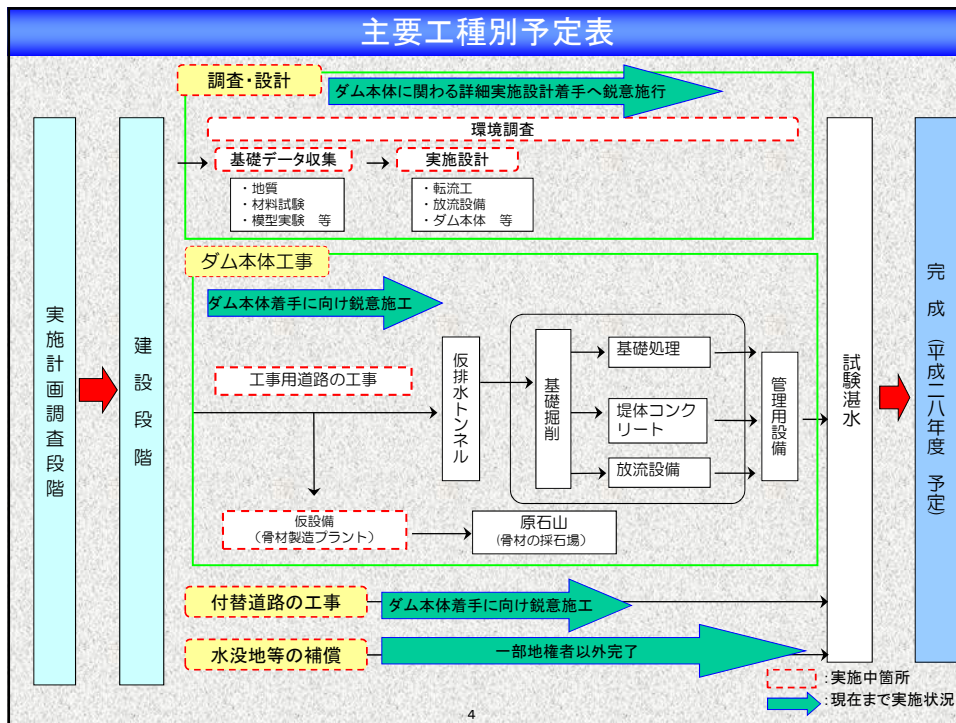 主要工種別予定表
調査・設計
ダム本体に関わる詳細実施設計着手へ鋭意施行
環境調査
基礎データ収集
実施設計
・地質
・材料試験
・模型実験　等
・転流工
・放流設備
・ダム本体　等
実施計画調査段階
建設段階
ダム本体工事
ダム本体着手に向け鋭意施工
工事用道路の工事
仮排水トンネル
基礎掘削
基礎処理
堤体コンク
リート
放流設備
管理用設備
仮設備
（骨材製造プラント）
原石山
(骨材の採石場)
試験湛水
完成（平成二八年度　予定）
付替道路の工事
ダム本体着手に向け鋭意施工
水没地等の補償
一部地権者以外完了
:実施中箇所
:現在まで実施状況
4